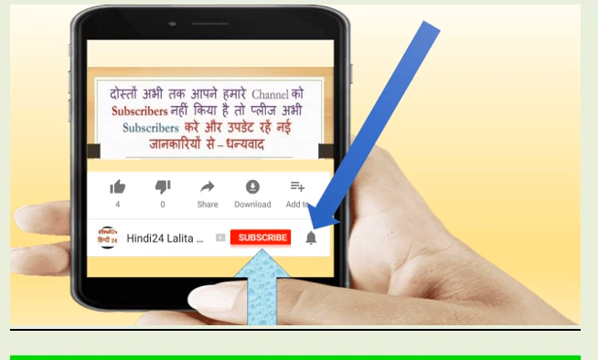 दोस्तों अभी तक आपने हमारे Channel को
Subscribers नहीं किया है तो प्लीज अभी
Subscribers करे और उपडेट रहें नई
जानकारियों से – धन्यवाद
4 0 Share Download Add to
हिन्दी 24 Hindi24 Lalita ... SUBSCRIBE